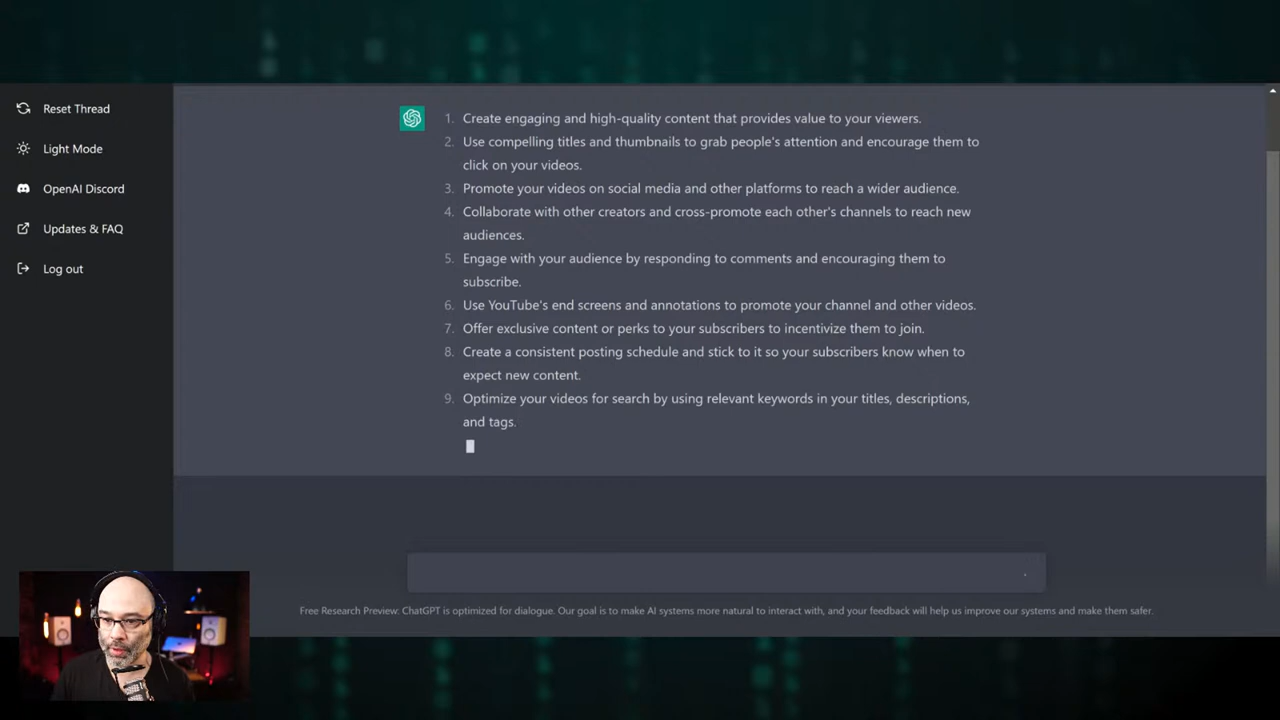 Reset Thread
Light Mode
OpenAI Discord
Updates & FAQ
Log out
1. Create engaging and high-quality content that provides value to your viewers.
2. Use compelling titles and thumbnails to grab people's attention and encourage them to
click on your videos.
3. Promote your videos on social media and other platforms to reach a wider audience.
4. Collaborate with other creators and cross-promote each other's channels to reach new
audiences.
5. Engage with your audience by responding to comments and encouraging them to
subscribe.
6. Use YouTube's end screens and annotations to promote your channel and other videos.
7. Offer exclusive content or perks to your subscribers to incentivize them to join.
8. Create a consistent posting schedule and stick to it so your subscribers know when to
expect new content.
9. Optimize your videos for search by using relevant keywords in your titles, descriptions,
and tags.
Free Research Preview: ChatGPT is optimized for dialogue. Our goal is to make AI systems more natural to interact with, and your feedback will help us improve our systems and make them safer.